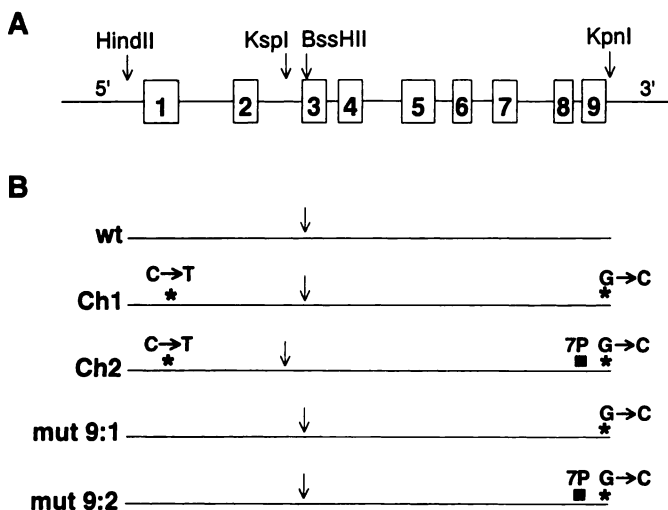 A
HindII KspI BssHII KpnI
5' 1 2 3 4 5 6 7 8 9 3'
B
wt
C→T G→C
Ch1 * *
C→T 7P G→C
Ch2 * ■ *
G→C
mut 9:1 *
7P G→C
mut 9:2 ■ *